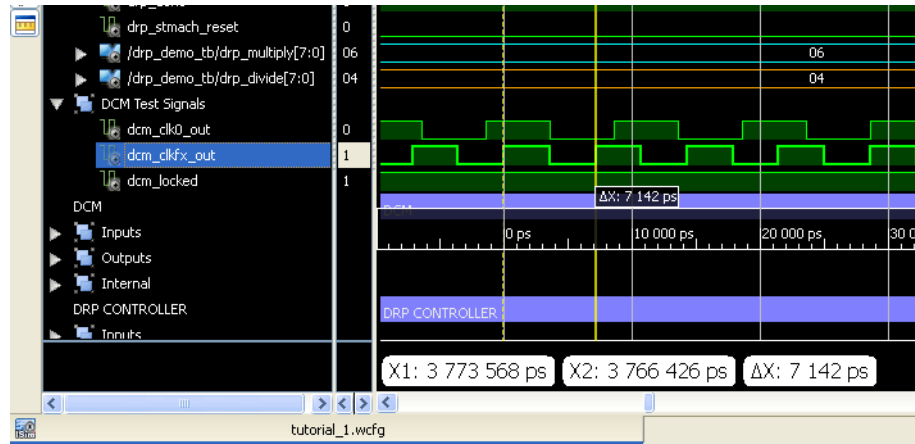 drp_stmach_reset 0
/drp_demo_tb/drp_multiply[7:0] 06 06
/drp_demo_tb/drp_divide[7:0] 04 04
DCM Test Signals
dcm_clk0_out 0
dcm_clkfx_out 1
dcm_locked 1
ΔX: 7 142 ps
DCM DCM
Inputs 0 ps 10 000 ps 20 000 ps 30 0
Outputs
Internal
DRP CONTROLLER DRP CONTROLLER
Inputs
X1: 3 773 568 ps X2: 3 766 426 ps ΔX: 7 142 ps
tutorial_1.wcfg